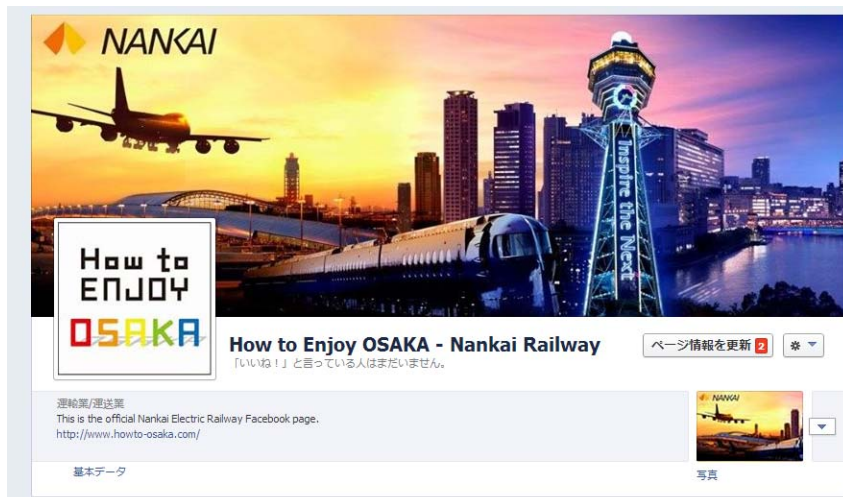 NANKAI
Inspire the Next
How to
ENJOY
OSAKA
How to Enjoy OSAKA - Nankai Railway
「いいね！」と言っている人はまだいません。
ページ情報を更新 2
運輸業/運送業
This is the official Nankai Electric Railway Facebook page.
http://www.howto-osaka.com/
NANKAI
基本データ
写真